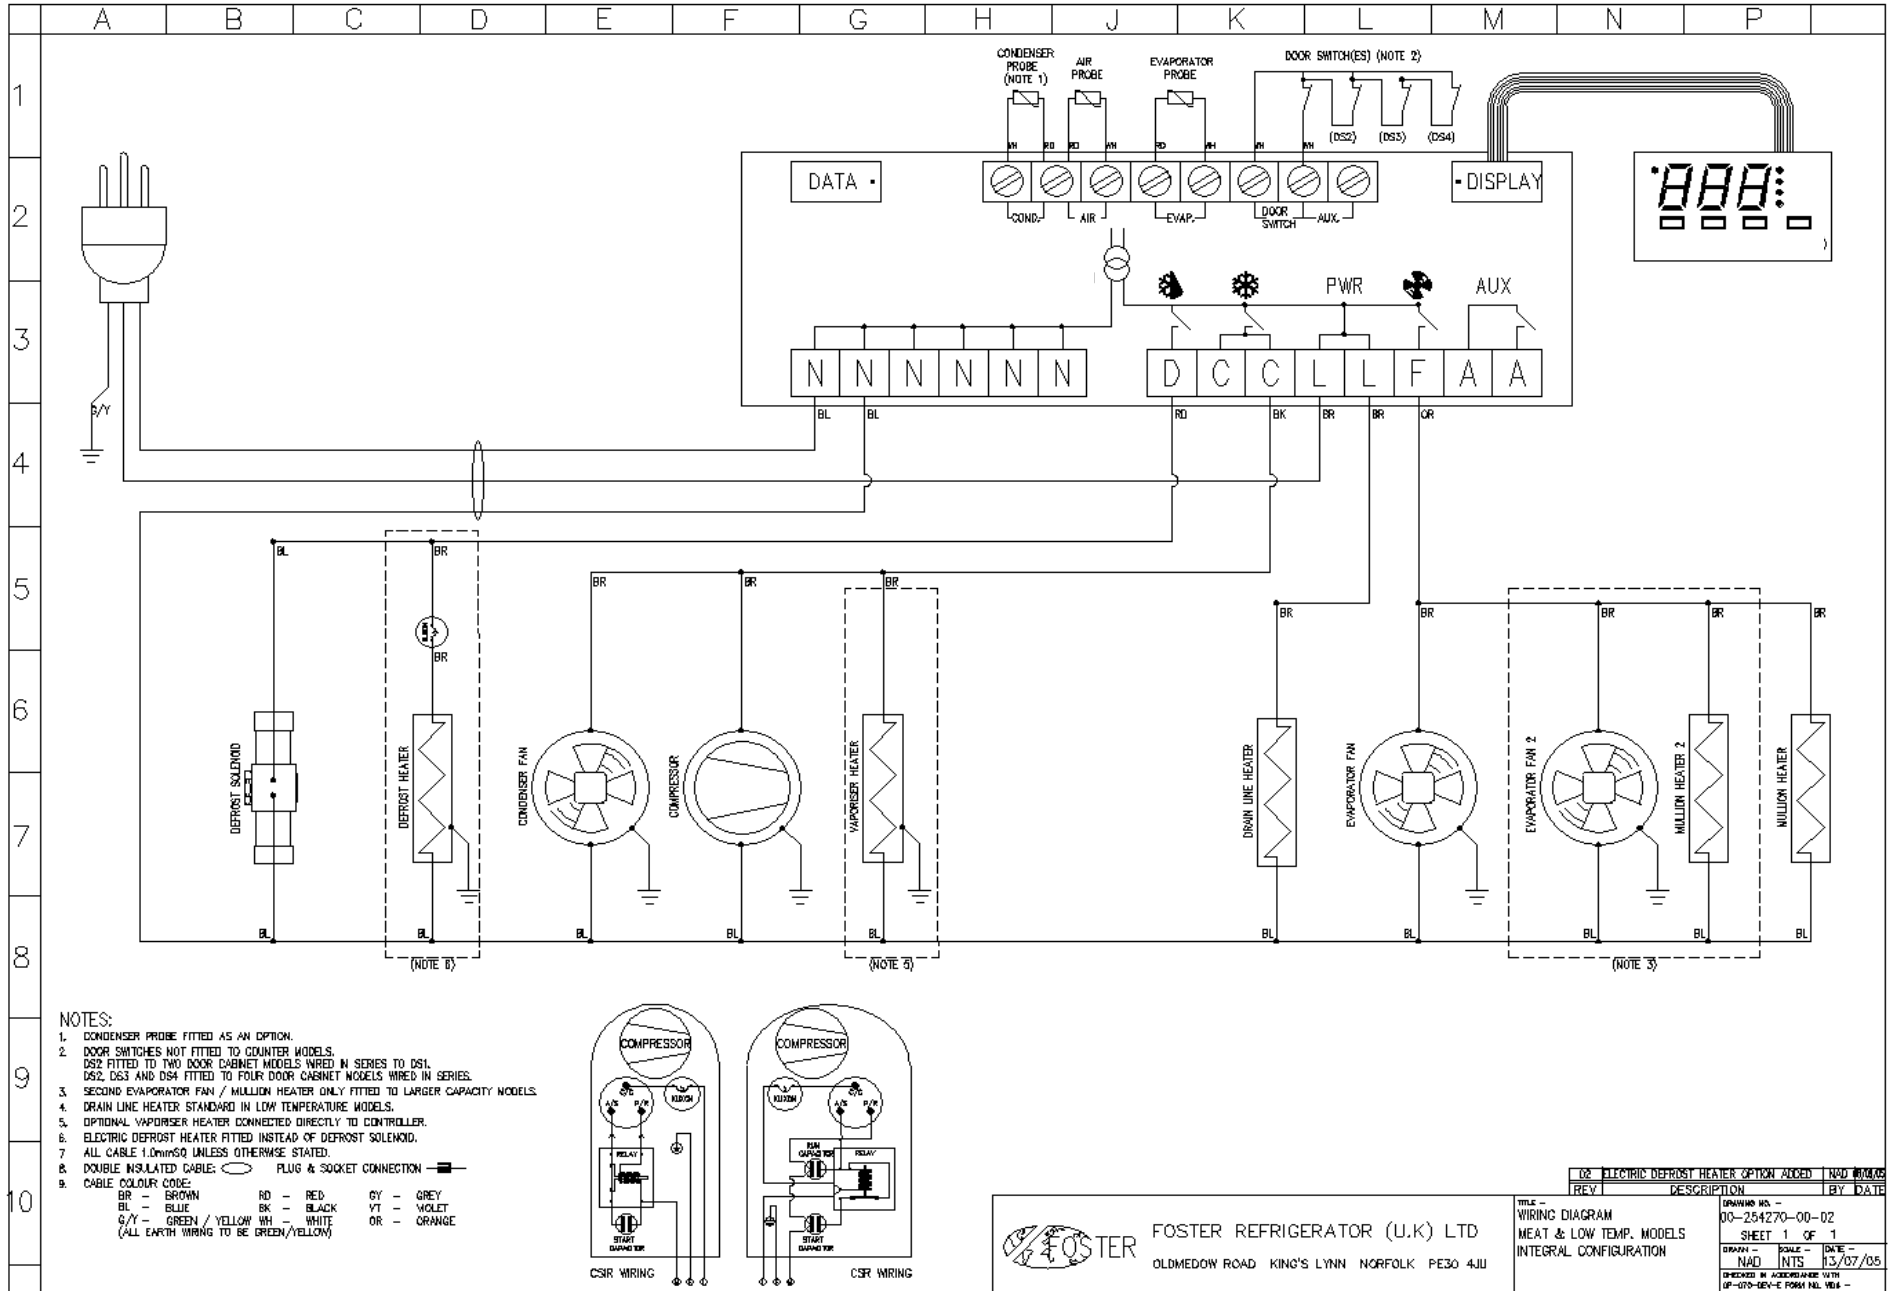 A B C D E F G H J K L M N P
1
2
3
4
5
6
7
8
9
10
CONDENSER
PROBE
(NOTE 1)
AIR
PROBE
EVAPORATOR
PROBE
DOOR SWITCH(ES) (NOTE 2)
(DS2) (DS3) (DS4)
WH RD RD WH RD WH WH WH
DATA
DISPLAY
COND. AIR EVAP. DOOR
SWITCH AUX.
PWR AUX
N N N N N N D C C L L F A A
G/Y
BL BL RD BK BR BR OR
BL BR BR BR BR BR BR BR BR
BR
DEFROST SOLENOID
DEFROST HEATER
CONDENSER FAN
COMPRESSOR
VAPORISER HEATER
DRAIN LINE HEATER
EVAPORATOR FAN
EVAPORATOR FAN 2
MULLION HEATER 2
MULLION HEATER
BL BL BL BL BL BL BL BL BL BL
(NOTE 6) (NOTE 5) (NOTE 3)
NOTES:
1. CONDENSER PROBE FITTED AS AN OPTION.
2 DOOR SWITCHES NOT FITTED TO COUNTER MODELS.
DS2 FITTED TO TWO DOOR CABINET MODELS WIRED IN SERIES TO DS1.
DS2, DS3 AND DS4 FITTED TO FOUR DOOR CABINET MODELS WIRED IN SERIES.
3. SECOND EVAPORATOR FAN / MULLION HEATER ONLY FITTED TO LARGER CAPACITY MODELS.
4. DRAIN LINE HEATER STANDARD IN LOW TEMPERATURE MODELS.
5. OPTIONAL VAPORISER HEATER CONNECTED DIRECTLY TO CONTROLLER.
6. ELECTRIC DEFROST HEATER FITTED INSTEAD OF DEFROST SOLENOID.
7 ALL CABLE 1.0mmSQ UNLESS OTHERWISE STATED.
8. DOUBLE INSULATED CABLE: PLUG & SOCKET CONNECTION
9. CABLE COLOUR CODE:
BR - BROWN RD - RED GY - GREY
BL - BLUE BK - BLACK VT - VIOLET
G/Y - GREEN / YELLOW WH - WHITE OR - ORANGE
(ALL EARTH WIRING TO BE GREEN/YELLOW)
COMPRESSOR
C/C
A/S P/R
KLIXON
RELAY
START
CAPACITOR
CSIR WIRING
COMPRESSOR
KLIXON
C/C
A/S P/R
RUN
CAPACITOR
RELAY
START
CAPACITOR
CSR WIRING
FOSTER
FOSTER REFRIGERATOR (U.K) LTD
OLDMEDOW ROAD KING'S LYNN NORFOLK PE30 4JU
02 ELECTRIC DEFROST HEATER OPTION ADDED NAD
REV DESCRIPTION BY DATE
TITLE -
WIRING DIAGRAM
MEAT & LOW TEMP. MODELS
INTEGRAL CONFIGURATION
DRAWING NO. -
00-254270-00-02
SHEET 1 OF 1
DRAWN - SCALE - DATE -
NAD NTS 13/07/05
CHECKED IN ACCORDANCE WITH